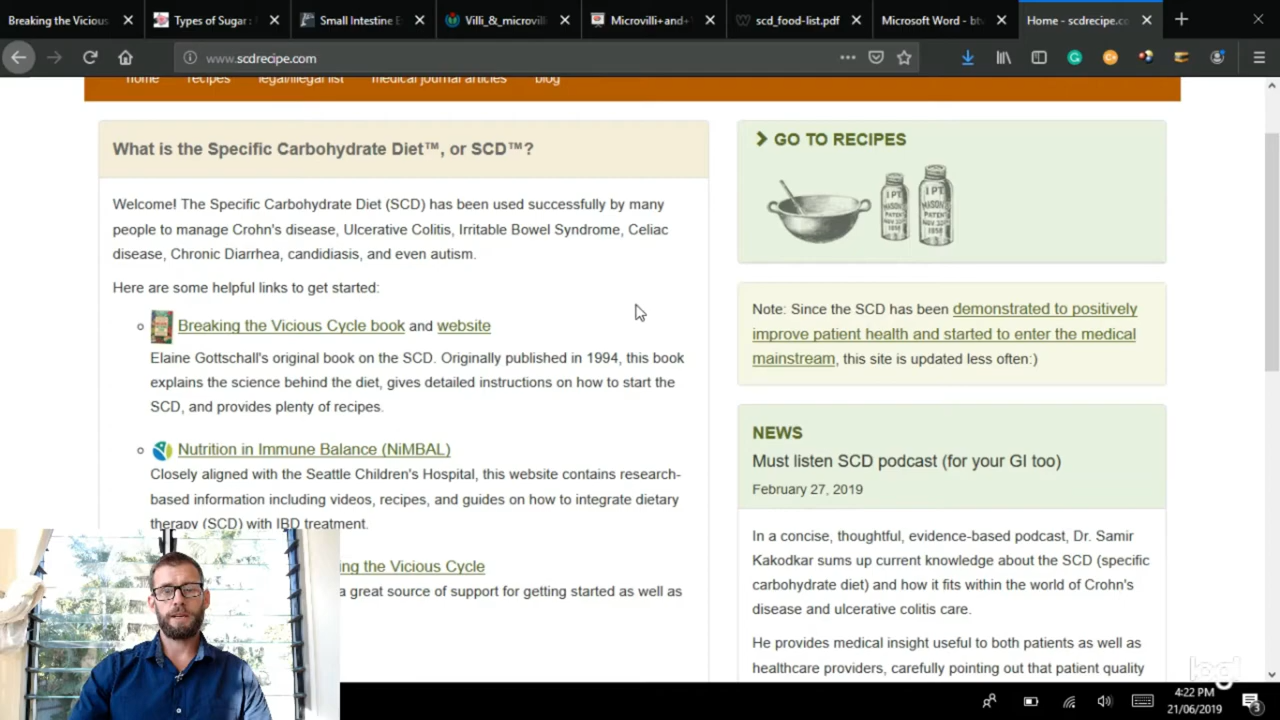 Breaking the Vicious
Types of Sugar
Small Intestine E
Villi_&_microvilli
Microvilli+and+
scd_food-list.pdf
Microsoft Word - btv
Home - scdrecipe.co
www.scdrecipe.com
home recipes legal/illegal list medical journal articles blog
What is the Specific Carbohydrate Diet™, or SCD™?
Welcome! The Specific Carbohydrate Diet (SCD) has been used successfully by many
people to manage Crohn's disease, Ulcerative Colitis, Irritable Bowel Syndrome, Celiac
disease, Chronic Diarrhea, candidiasis, and even autism.
Here are some helpful links to get started:
Breaking the Vicious Cycle book and website
Elaine Gottschall's original book on the SCD. Originally published in 1994, this book
explains the science behind the diet, gives detailed instructions on how to start the
SCD, and provides plenty of recipes.
Nutrition in Immune Balance (NiMBAL)
Closely aligned with the Seattle Children's Hospital, this website contains research-
based information including videos, recipes, and guides on how to integrate dietary
therapy (SCD) with IBD treatment.
ing the Vicious Cycle
a great source of support for getting started as well as
GO TO RECIPES
1 PT.
MASON
PATENT
1858
1 PT.
MASON
PATENT
1858
Note: Since the SCD has been demonstrated to positively
improve patient health and started to enter the medical
mainstream, this site is updated less often:)
NEWS
Must listen SCD podcast (for your GI too)
February 27, 2019
In a concise, thoughtful, evidence-based podcast, Dr. Samir
Kakodkar sums up current knowledge about the SCD (specific
carbohydrate diet) and how it fits within the world of Crohn's
disease and ulcerative colitis care.
He provides medical insight useful to both patients as well as
healthcare providers, carefully pointing out that patient quality
4:22 PM
21/06/2019
3